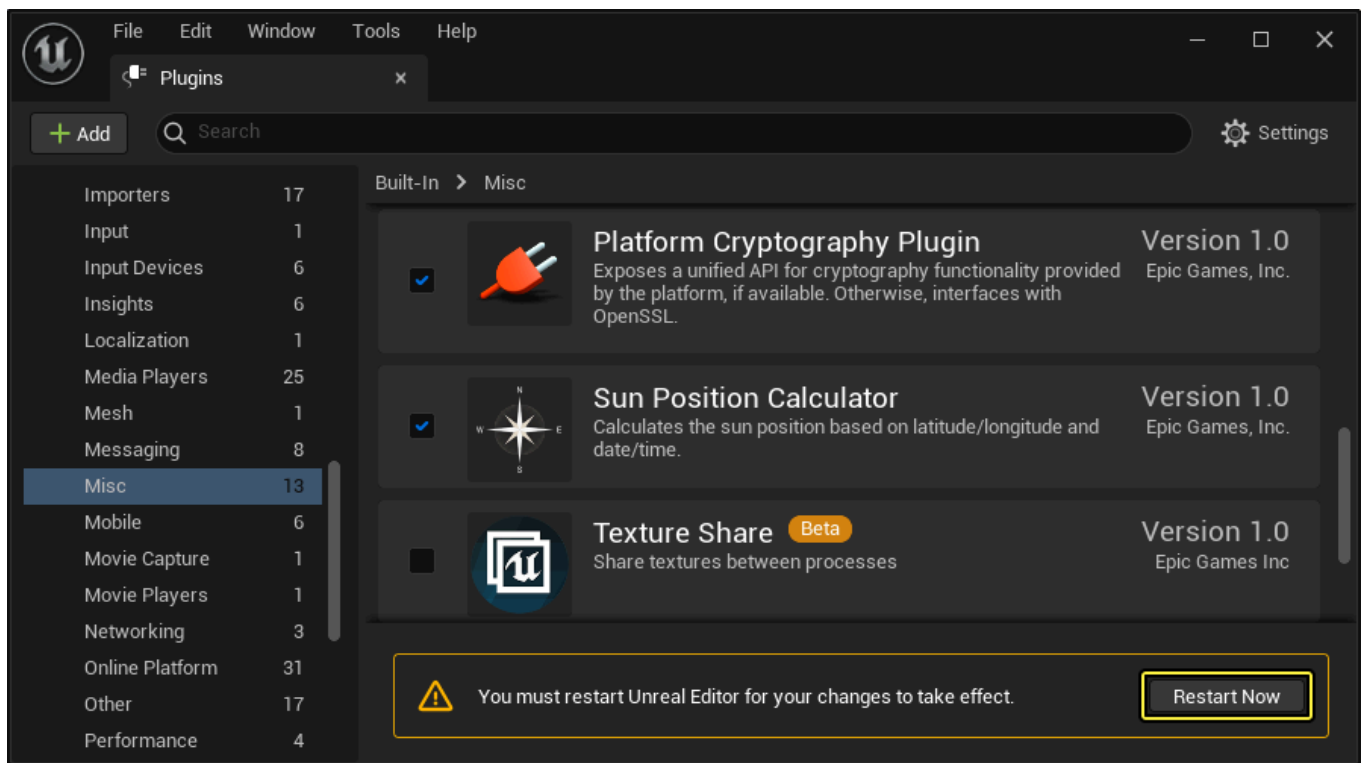 File Edit Window Tools Help
Plugins
Add
Search
Settings
Importers 17
Input 1
Input Devices 6
Insights 6
Localization 1
Media Players 25
Mesh 1
Messaging 8
Misc 13
Mobile 6
Movie Capture 1
Movie Players 1
Networking 3
Online Platform 31
Other 17
Performance 4
Built-In > Misc
Platform Cryptography Plugin
Version 1.0
Exposes a unified API for cryptography functionality provided
by the platform, if available. Otherwise, interfaces with
OpenSSL.
Epic Games, Inc.
N
W E
S
Sun Position Calculator
Version 1.0
Calculates the sun position based on latitude/longitude and
date/time.
Epic Games, Inc.
Texture Share Beta
Version 1.0
Share textures between processes
Epic Games Inc
You must restart Unreal Editor for your changes to take effect.
Restart Now